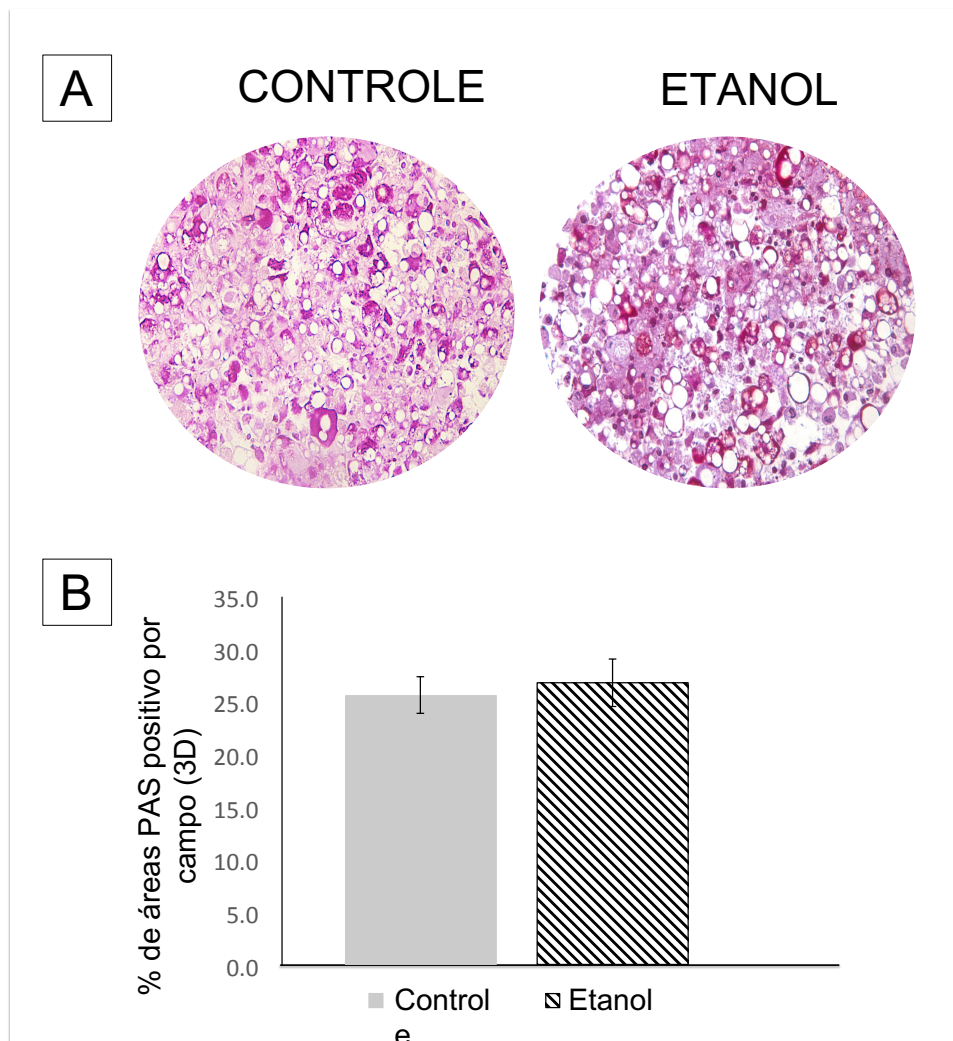 A
CONTROLE
ETANOL
B
% de áreas PAS positivo por
campo (3D)
35.0
30.0
25.0
20.0
15.0
10.0
5.0
0.0
Control
e
Etanol